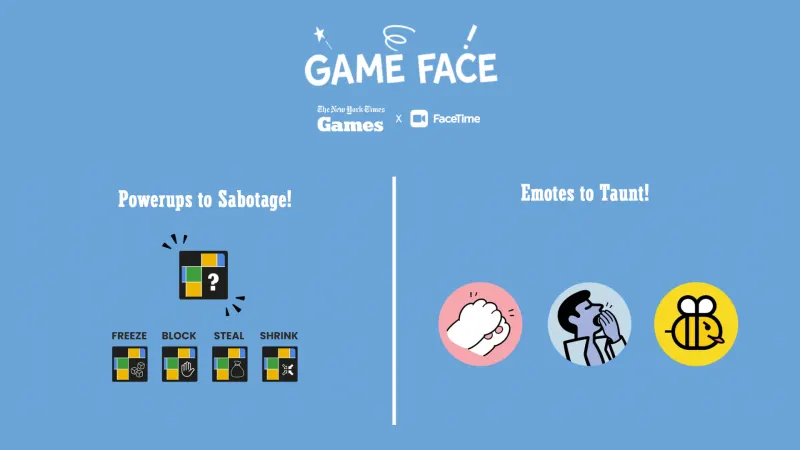 GAME FACE
The New York Times
Games X FaceTime
Powerups to Sabotage!
Emotes to Taunt!
?
FREEZE BLOCK STEAL SHRINK